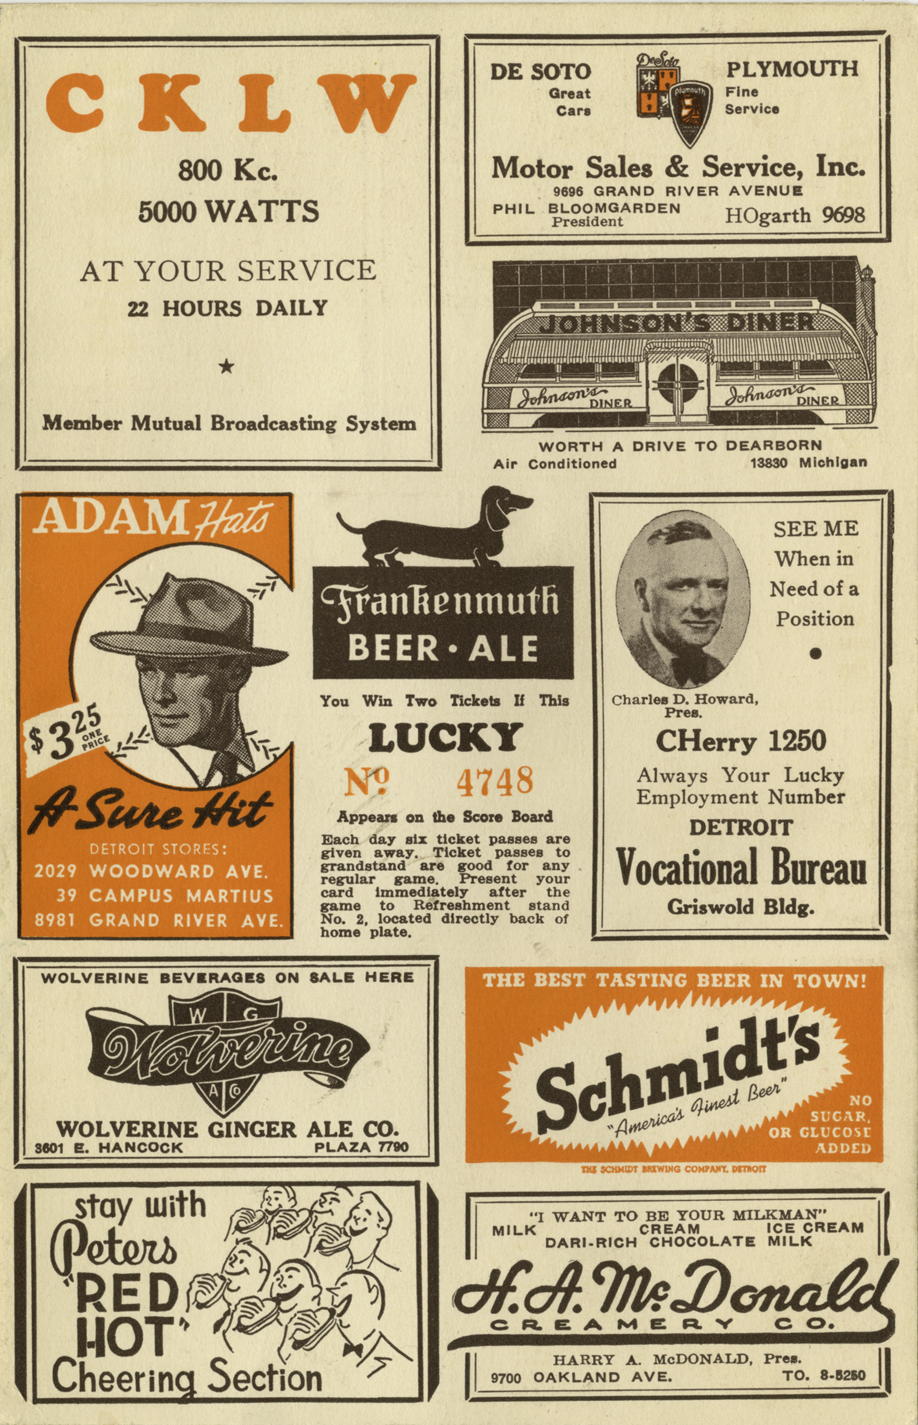 C K L W
800 Kc.
5000 WATTS
AT YOUR SERVICE
22 HOURS DAILY
★
Member Mutual Broadcasting System
DE SOTO
Great
Cars
DeSoto
Plymouth
PLYMOUTH
Fine
Service
Motor Sales & Service, Inc.
9696 GRAND RIVER AVENUE
PHIL BLOOMGARDEN
President
HOgarth 9698
JOHNSON'S DINER
Johnson's
DINER
Johnson's
DINER
WORTH A DRIVE TO DEARBORN
Air Conditioned 13830 Michigan
ADAM Hats
$3 25
ONE
PRICE
A Sure Hit
DETROIT STORES:
2029 WOODWARD AVE.
39 CAMPUS MARTIUS
8981 GRAND RIVER AVE.
Frankenmuth
BEER • ALE
You Win Two Tickets If This
LUCKY
No. 4748
Appears on the Score Board
Each day six ticket passes are
given away. Ticket passes to
grandstand are good for any
regular game. Present your
card immediately after the
game to Refreshment stand
No. 2, located directly back of
home plate.
SEE ME
When in
Need of a
Position
•
Charles D. Howard,
Pres.
CHerry 1250
Always Your Lucky
Employment Number
DETROIT
Vocational Bureau
Griswold Bldg.
WOLVERINE BEVERAGES ON SALE HERE
W G
Wolverine
A Co
WOLVERINE GINGER ALE CO.
3601 E. HANCOCK PLAZA 7790
THE BEST TASTING BEER IN TOWN!
Schmidt's
"America's Finest Beer"
NO
SUGAR,
OR GLUCOSE
ADDED
THE SCHMIDT BREWING COMPANY, DETROIT
stay with
Peters
"RED
HOT"
Cheering Section
"I WANT TO BE YOUR MILKMAN"
MILK CREAM ICE CREAM
DARI-RICH CHOCOLATE MILK
H. A. McDonald
CREAMERY CO.
HARRY A. McDONALD, Pres.
9700 OAKLAND AVE. TO. 8-5250